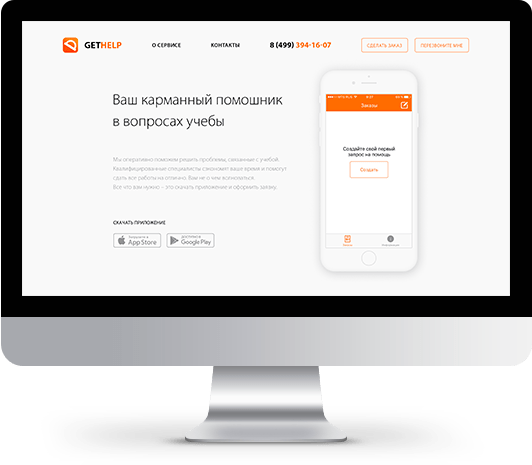 GETHELP
О СЕРВИСЕ
КОНТАКТЫ
8 (499) 394-16-07
СДЕЛАТЬ ЗАКАЗ
ПЕРЕЗВОНИТЕ МНЕ
Ваш карманный помошник
в вопросах учебы
Мы оперативно поможем решить проблемы, связанные с учебой.
Квалифицированные специалисты сэкономят ваше время и помогут
сдать все работы на отлично. Вам не о чем волноваться.
Все что вам нужно – это скачать приложение и оформить заявку.
СКАЧАТЬ ПРИЛОЖЕНИЕ
App Store
Google Play
Заказы
Создайте свой первый
запрос на помощь
Создать